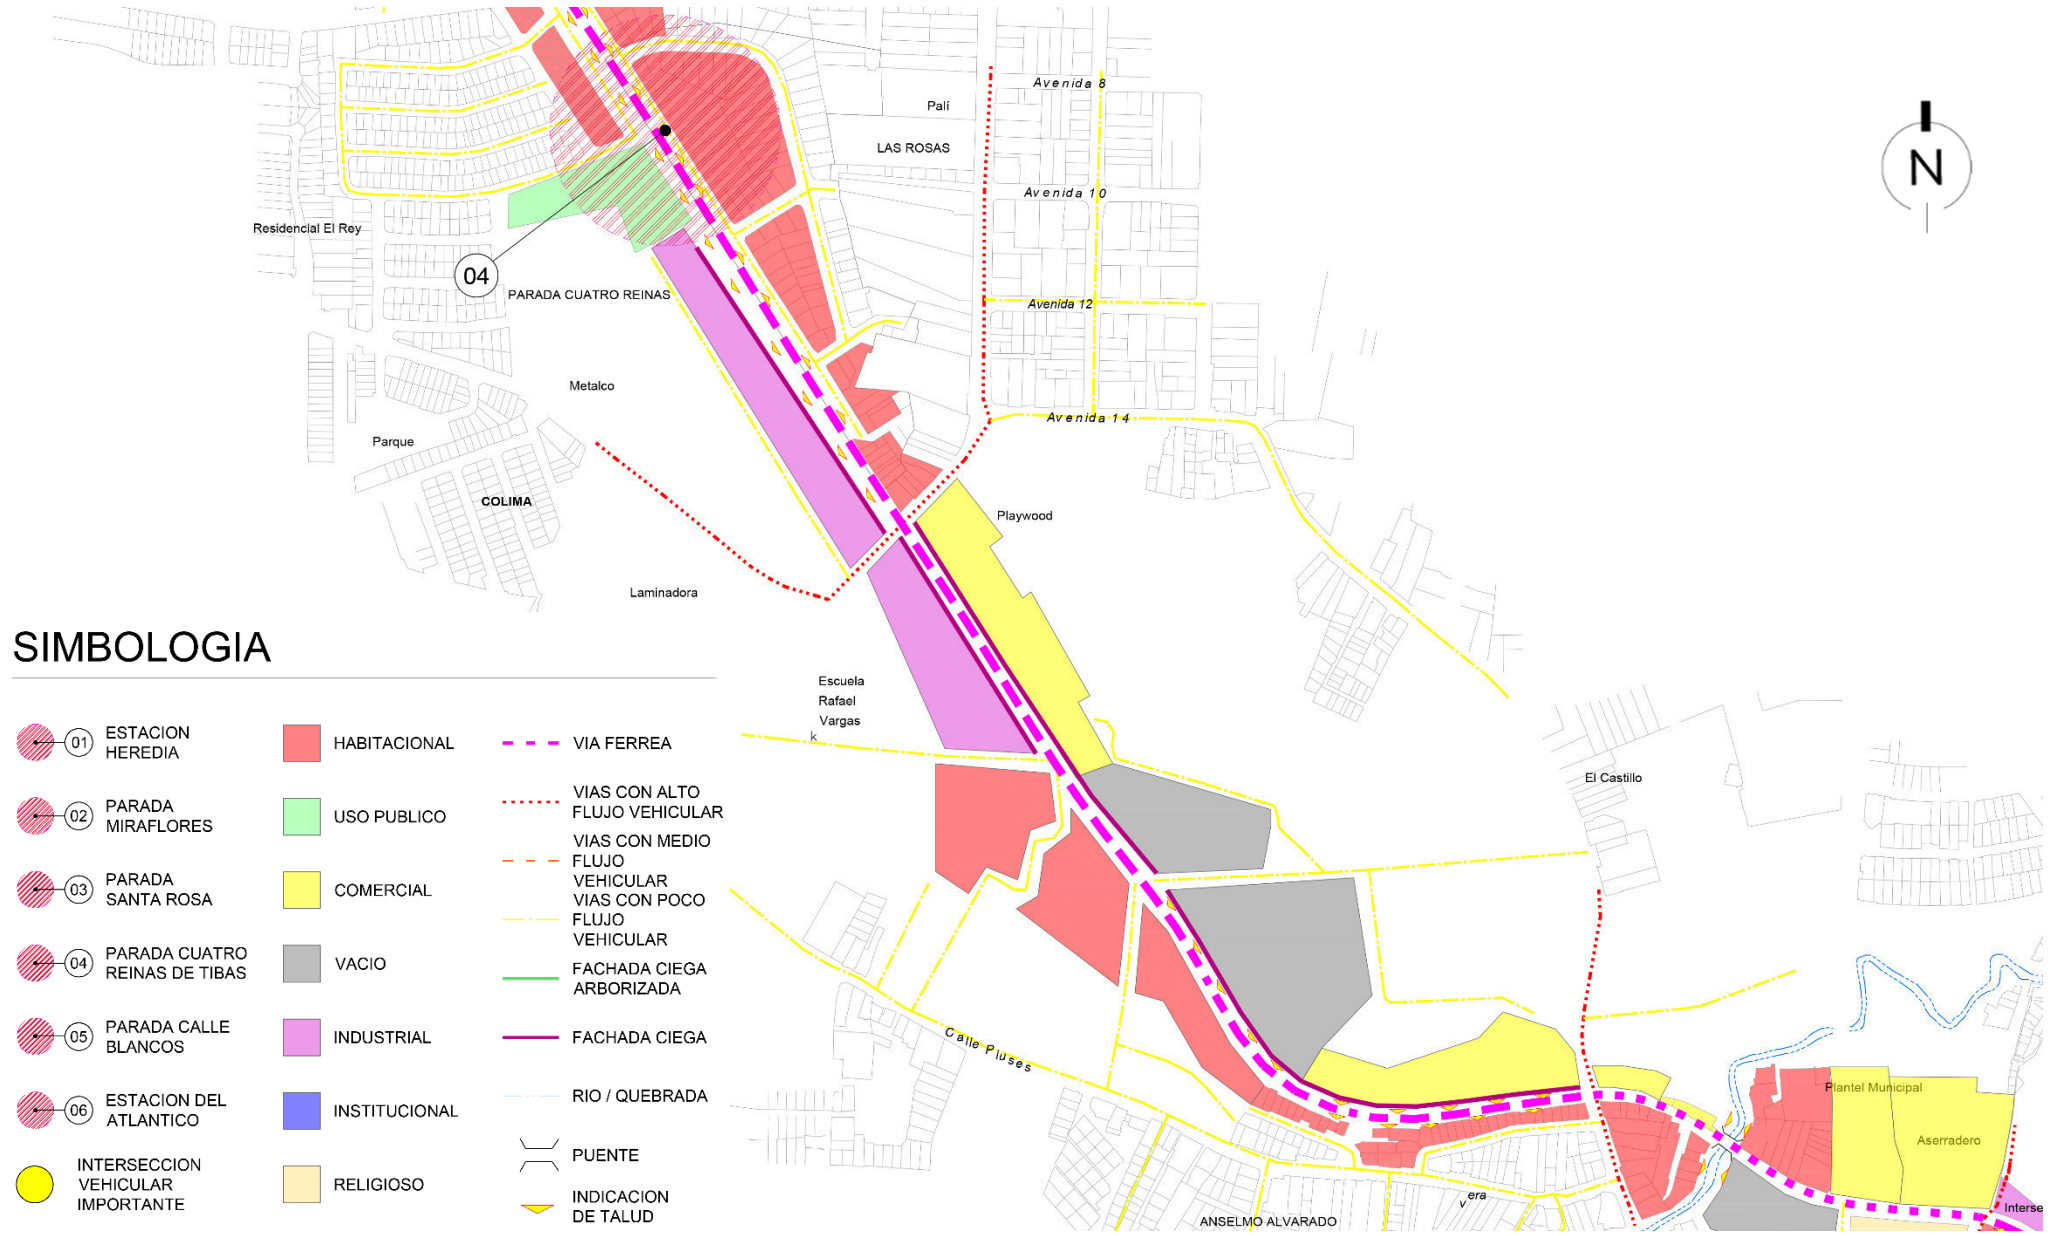 Avenida 8
Palí
LAS ROSAS
N
Avenida 10
Residencial El Rey
04
PARADA CUATRO REINAS
Avenida 12
Metalco
Avenida 14
Parque
COLIMA
Playwood
Laminadora
SIMBOLOGIA
Escuela
Rafael
Vargas
k
01
ESTACION
HEREDIA
02
PARADA
MIRAFLORES
03
PARADA
SANTA ROSA
04
PARADA CUATRO
REINAS DE TIBAS
05
PARADA CALLE
BLANCOS
06
ESTACION DEL
ATLANTICO
INTERSECCION
VEHICULAR
IMPORTANTE
HABITACIONAL
USO PUBLICO
COMERCIAL
VACIO
INDUSTRIAL
INSTITUCIONAL
RELIGIOSO
VIA FERREA
VIAS CON ALTO
FLUJO VEHICULAR
VIAS CON MEDIO
FLUJO
VEHICULAR
VIAS CON POCO
FLUJO
VEHICULAR
FACHADA CIEGA
ARBORIZADA
FACHADA CIEGA
RIO / QUEBRADA
PUENTE
INDICACION
DE TALUD
El Castillo
Calle Piuses
Plantel Municipal
Aserradero
era
v
ANSELMO ALVARADO
Interse